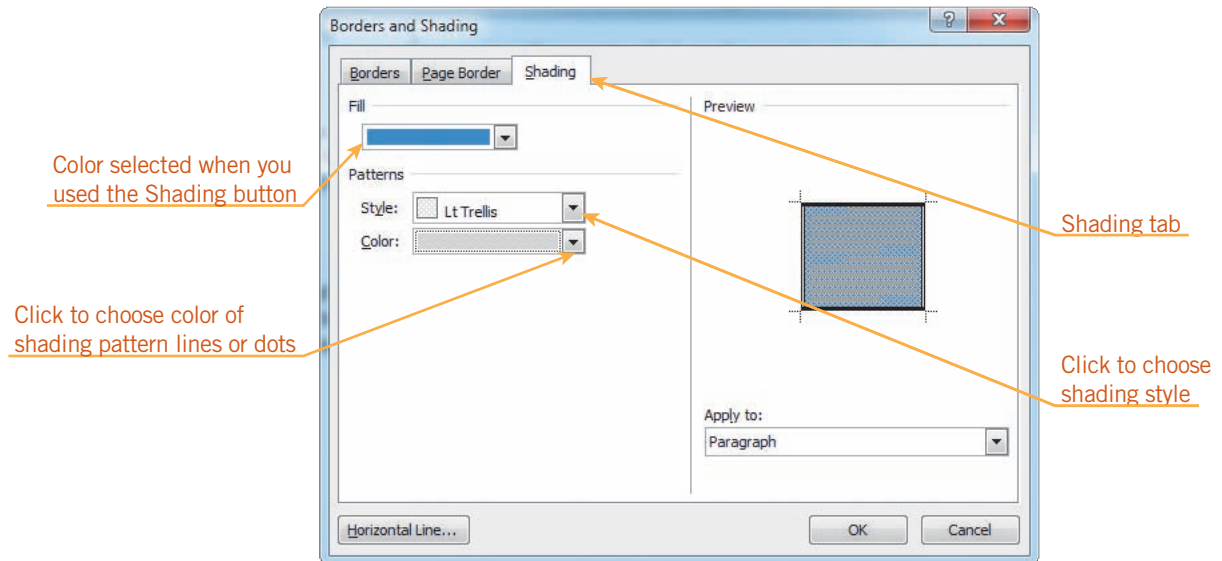 Borders and Shading
Borders
Page Border
Shading
Fill
Preview
Color selected when you
used the Shading button
Patterns
Style:
Lt Trellis
Color:
Shading tab
Click to choose color of
shading pattern lines or dots
Click to choose
shading style
Apply to:
Paragraph
Horizontal Line...
OK
Cancel